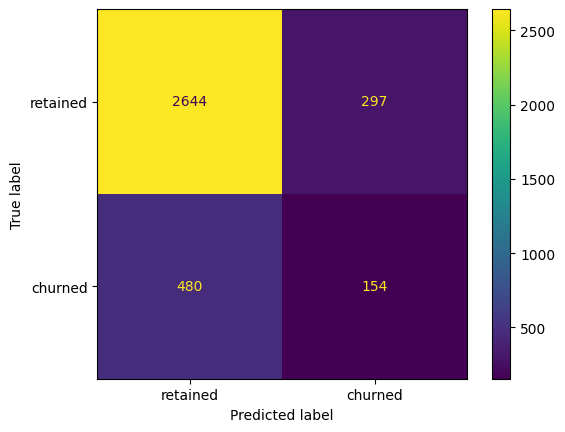 2500
retained
2644
297
2000
True label
1500
churned
480
154
1000
500
retained
churned
Predicted label